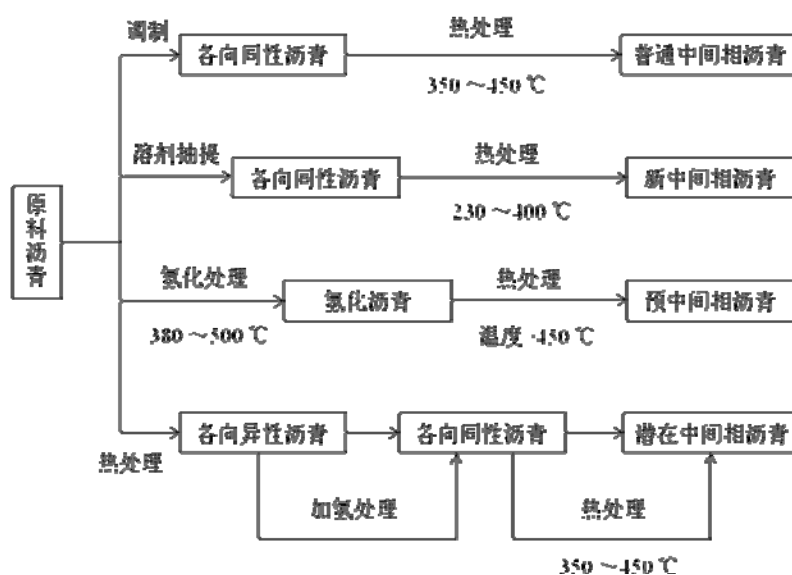 调制
热处理
各向同性沥青
普通中间相沥青
350～450℃
溶剂抽提
热处理
各向同性沥青
新中间相沥青
230～400℃
原料沥青
氢化处理
热处理
氢化沥青
预中间相沥青
380～500℃
温度·450℃
各向异性沥青
各向同性沥青
潜在中间相沥青
热处理
加氢处理
热处理
350～450℃